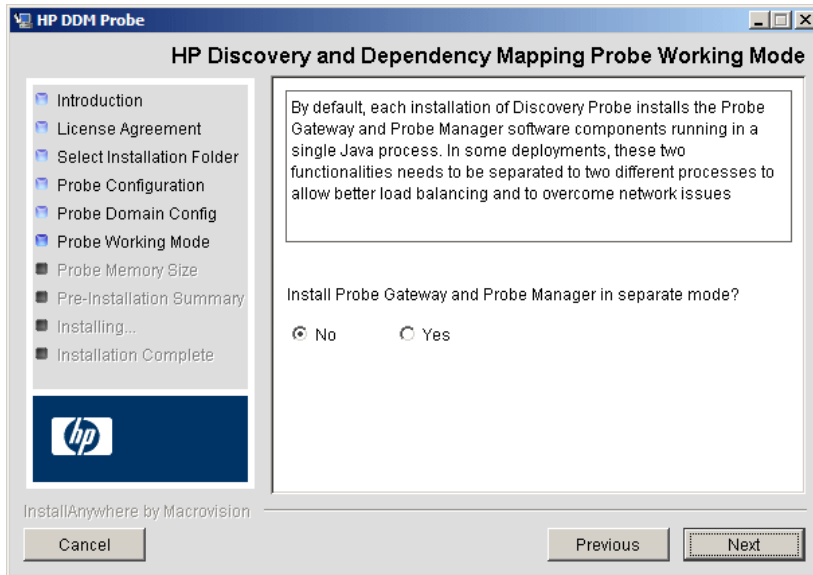 HP DDM Probe
HP Discovery and Dependency Mapping Probe Working Mode
Introduction
License Agreement
Select Installation Folder
Probe Configuration
Probe Domain Config
Probe Working Mode
Probe Memory Size
Pre-Installation Summary
Installing...
Installation Complete
hp
By default, each installation of Discovery Probe installs the Probe
Gateway and Probe Manager software components running in a
single Java process. In some deployments, these two
functionalities needs to be separated to two different processes to
allow better load balancing and to overcome network issues
Install Probe Gateway and Probe Manager in separate mode?
No Yes
InstallAnywhere by Macrovision
Cancel Previous Next